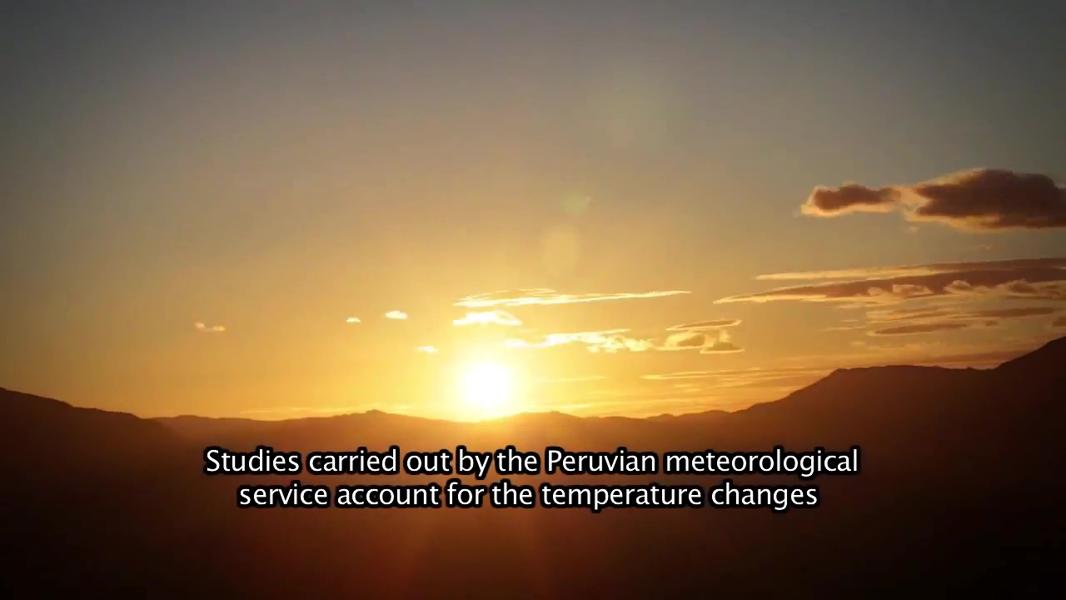 Studies carried out by the Peruvian meteorological
service account for the temperature changes